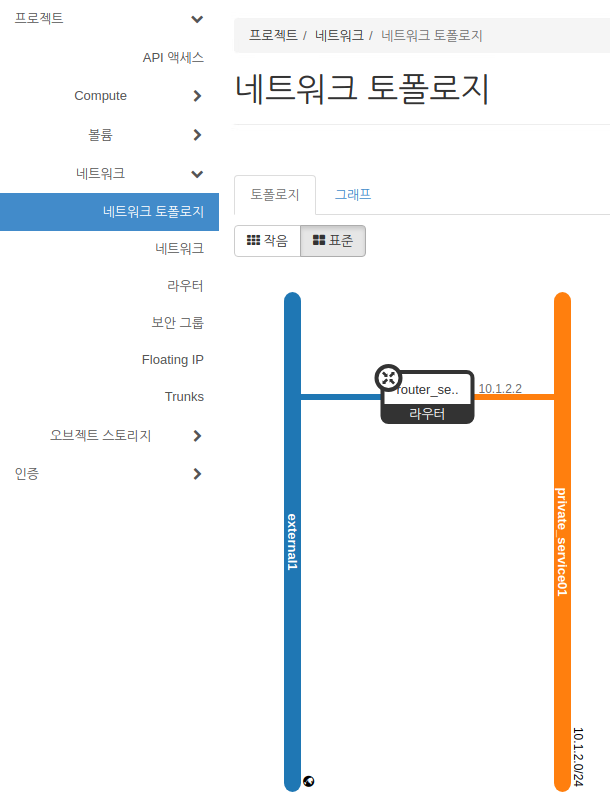 프로젝트
API 액세스
Compute
볼륨
네트워크
네트워크 토폴로지
네트워크
라우터
보안 그룹
Floating IP
Trunks
오브젝트 스토리지
인증
프로젝트 / 네트워크 / 네트워크 토폴로지
네트워크 토폴로지
토폴로지 그래프
작음 표준
router_se..
라우터
10.1.2.2
external1
private_service01
10.1.2.0/24